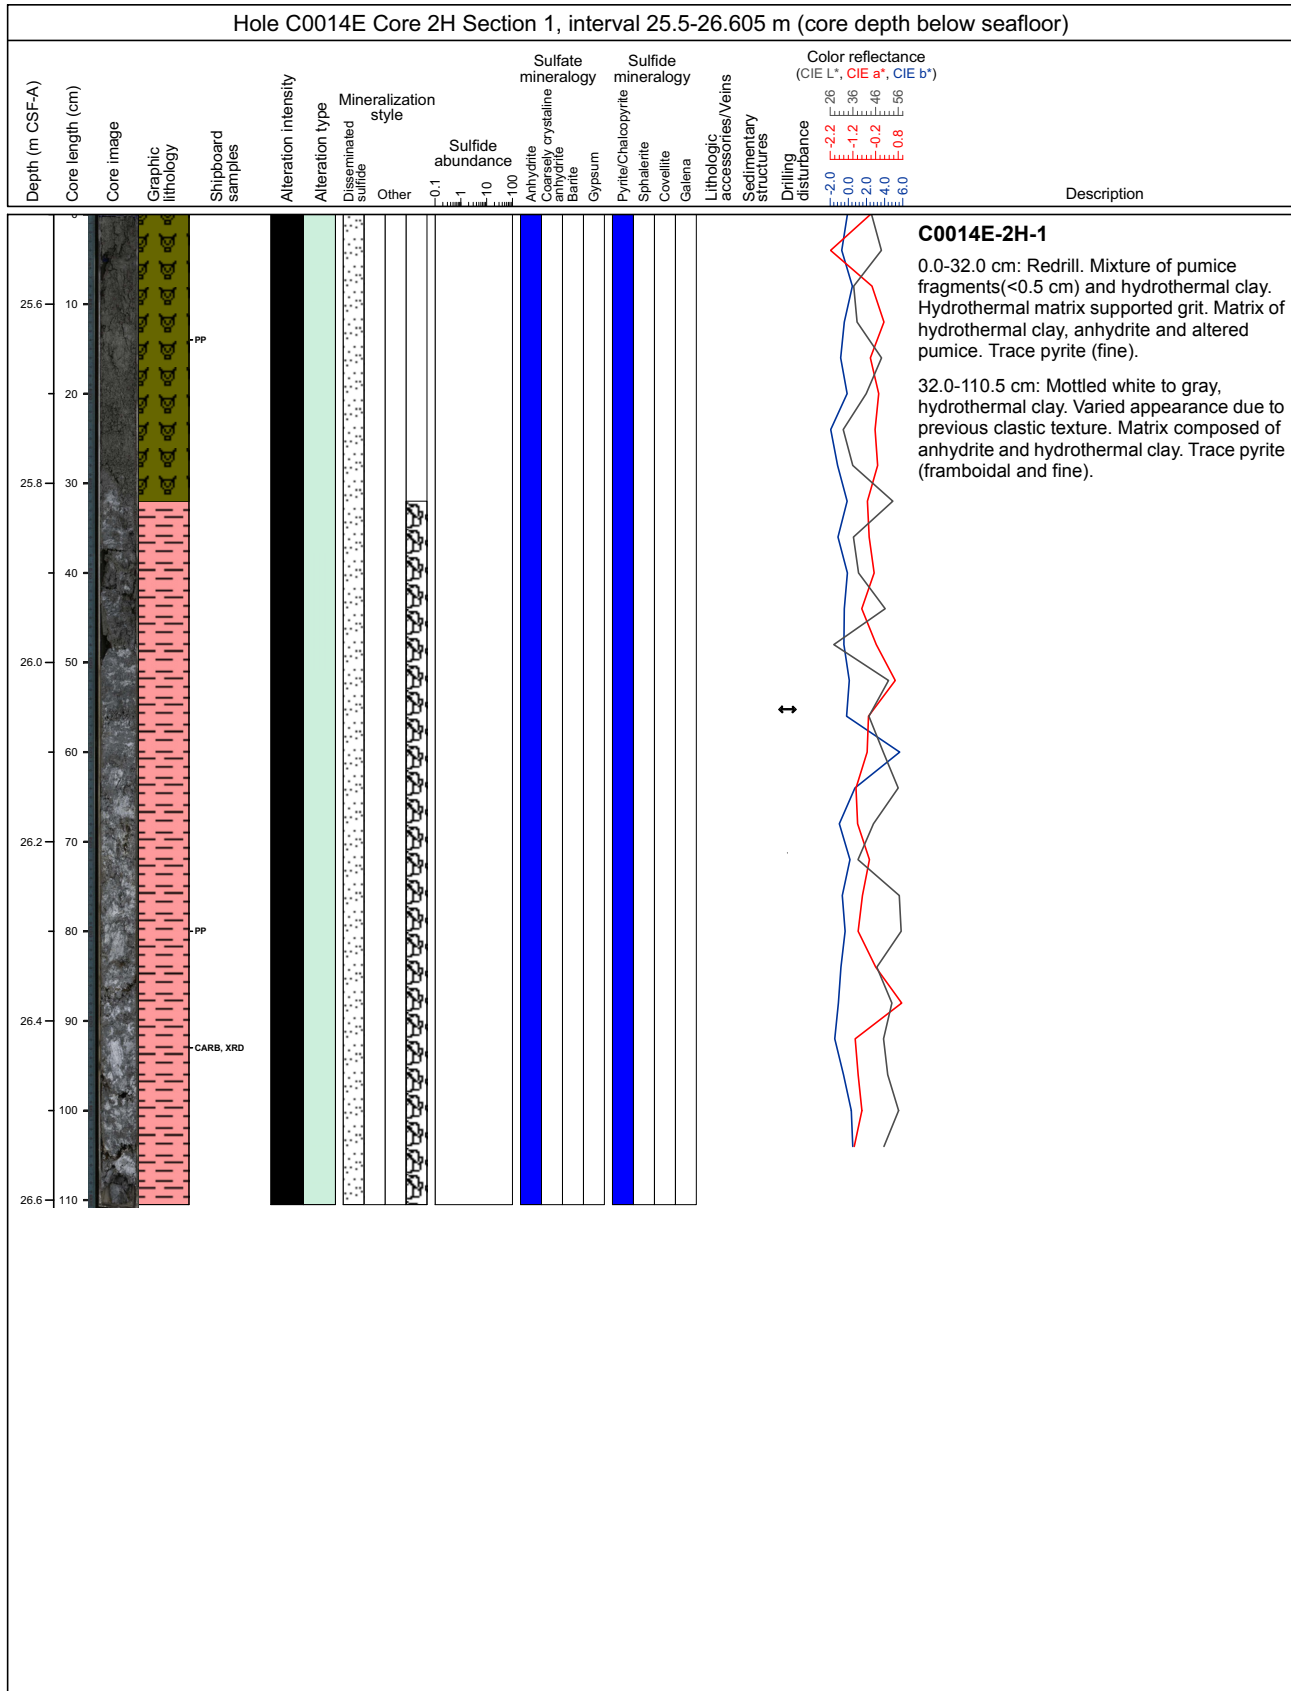 Hole C0014E Core 2H Section 1, interval 25.5-26.605 m (core depth below seafloor)
Depth (m CSF-A)
Core length (cm)
Core image
Graphic
lithology
Shipboard
samples
Alteration intensity
Alteration type
Mineralization
style
Disseminated
sulfide
Other
Sulfide
abundance
0.1
1
10
100
Sulfate
mineralogy
Anhydrite
Coarsely crystaline
anhydrite
Barite
Gypsum
Sulfide
mineralogy
Pyrite/Chalcopyrite
Sphalerite
Covellite
Galena
Lithologic
accessories/Veins
Sedimentary
structures
Drilling
disturbance
Color reflectance
(CIE L*, CIE a*, CIE b*)
26
36
46
56
-2.2
-1.2
-0.2
0.8
-2.0
0.0
2.0
4.0
6.0
Description
0
25.6
10
PP
20
25.8
30
40
26.0
50
60
26.2
70
80
PP
26.4
90
CARB, XRD
100
26.6
110
C0014E-2H-1
0.0-32.0 cm: Redrill. Mixture of pumice
fragments(<0.5 cm) and hydrothermal clay.
Hydrothermal matrix supported grit. Matrix of
hydrothermal clay, anhydrite and altered
pumice. Trace pyrite (fine).
32.0-110.5 cm: Mottled white to gray,
hydrothermal clay. Varied appearance due to
previous clastic texture. Matrix composed of
anhydrite and hydrothermal clay. Trace pyrite
(framboidal and fine).